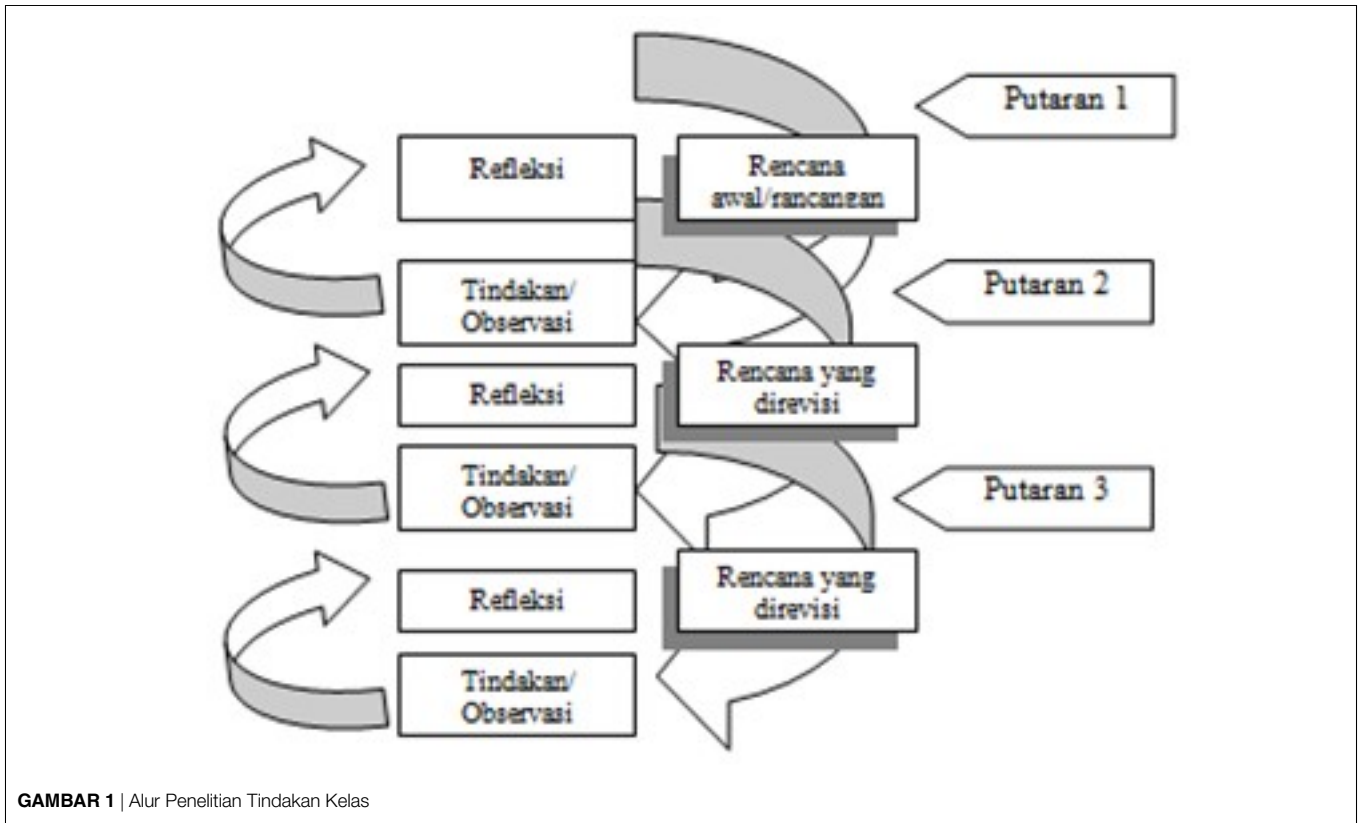 Putaran 1
Refleksi
Rencana
awal/rancangan
Tindakan/
Observasi
Putaran 2
Refleksi
Rencana yang
direvisi
Tindakan/
Observasi
Putaran 3
Refleksi
Rencana yang
direvisi
Tindakan/
Observasi
GAMBAR 1 | Alur Penelitian Tindakan Kelas